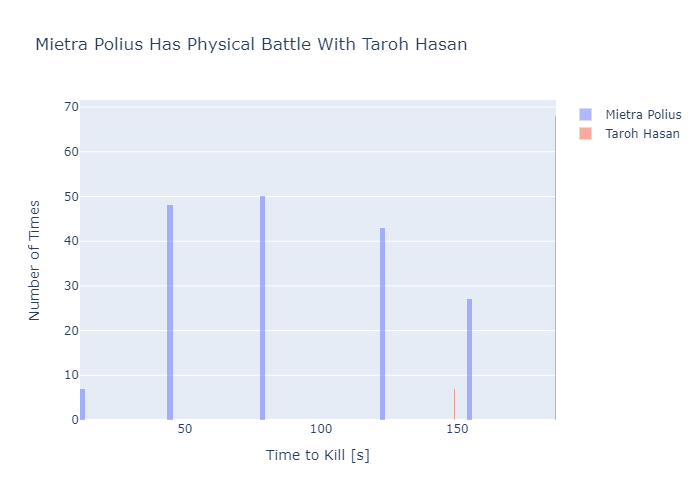 Mietra Polius Has Physical Battle With Taroh Hasan
Mietra Polius
Taroh Hasan
Number of Times
70
60
50
40
30
20
10
0
50
100
150
Time to Kill [s]